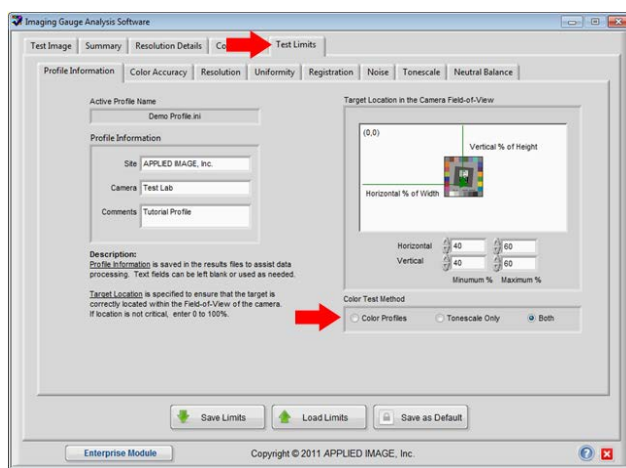 Imaging Gauge Analysis Software
Test Image Summary Resolution Details Co Test Limits
Profile Information Color Accuracy Resolution Uniformity Registration Noise Tonescale Neutral Balance
Active Profile Name
Demo Profile.ini
Profile Information
Site APPLIED IMAGE, Inc.
Camera Test Lab
Comments Tutorial Profile
Description:
Profile Information is saved in the results files to assist data
processing. Text fields can be left blank or used as needed.
Target Location is specified to ensure that the target is
correctly located within the Field-of-View of the camera.
If location is not critical, enter 0 to 100%.
Target Location in the Camera Field-of-View
(0,0)
Vertical % of Height
Horizontal % of Width
Horizontal 40 60
Vertical 40 60
Minumum % Maximum %
Color Test Method
Color Profiles Tonescale Only Both
Save Limits Load Limits Save as Default
Enterprise Module Copyright © 2011 APPLIED IMAGE, Inc.